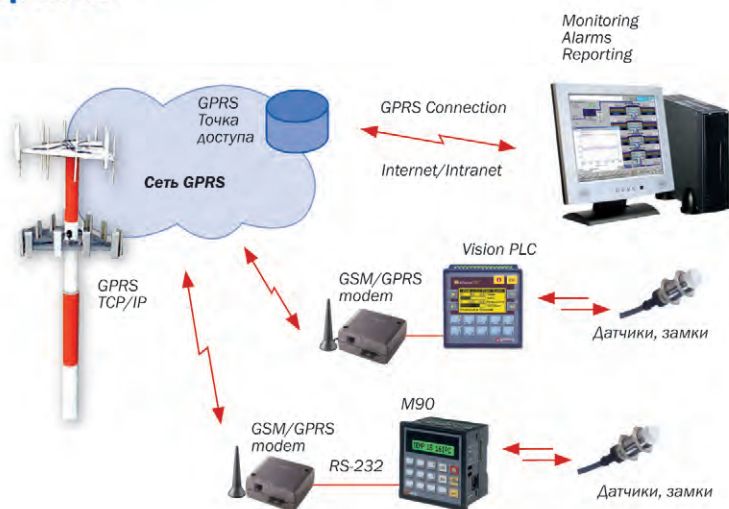 Monitoring
Alarms
Reporting
GPRS
Точка
доступа
GPRS Connection
Internet/Intranet
Сеть GPRS
GPRS
TCP/IP
GSM/GPRS
modem
Vision PLC
Датчики, замки
GSM/GPRS
modem
RS-232
M90
Датчики, замки